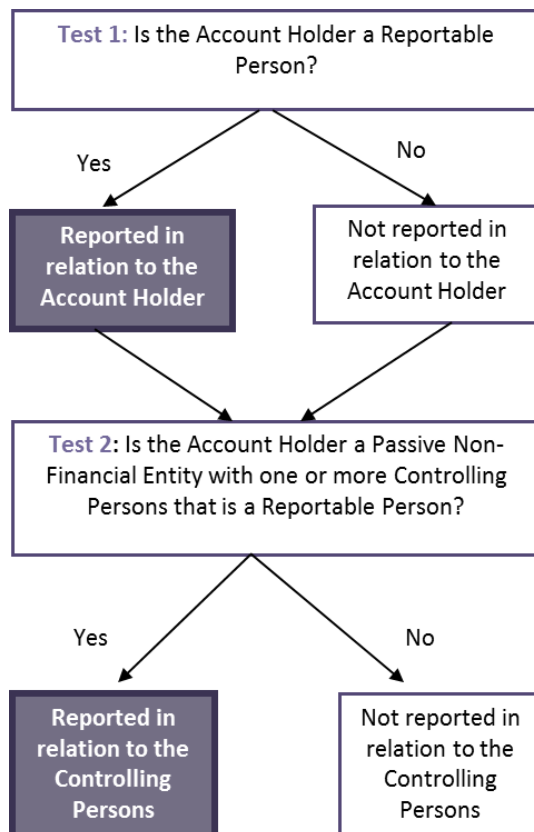 Test 1: Is the Account Holder a Reportable
Person?
Yes
No
Reported in
relation to the
Account Holder
Not reported in
relation to the
Account Holder
Test 2: Is the Account Holder a Passive Non-
Financial Entity with one or more Controlling
Persons that is a Reportable Person?
Yes
No
Reported in
relation to the
Controlling
Persons
Not reported in
relation to the
Controlling
Persons